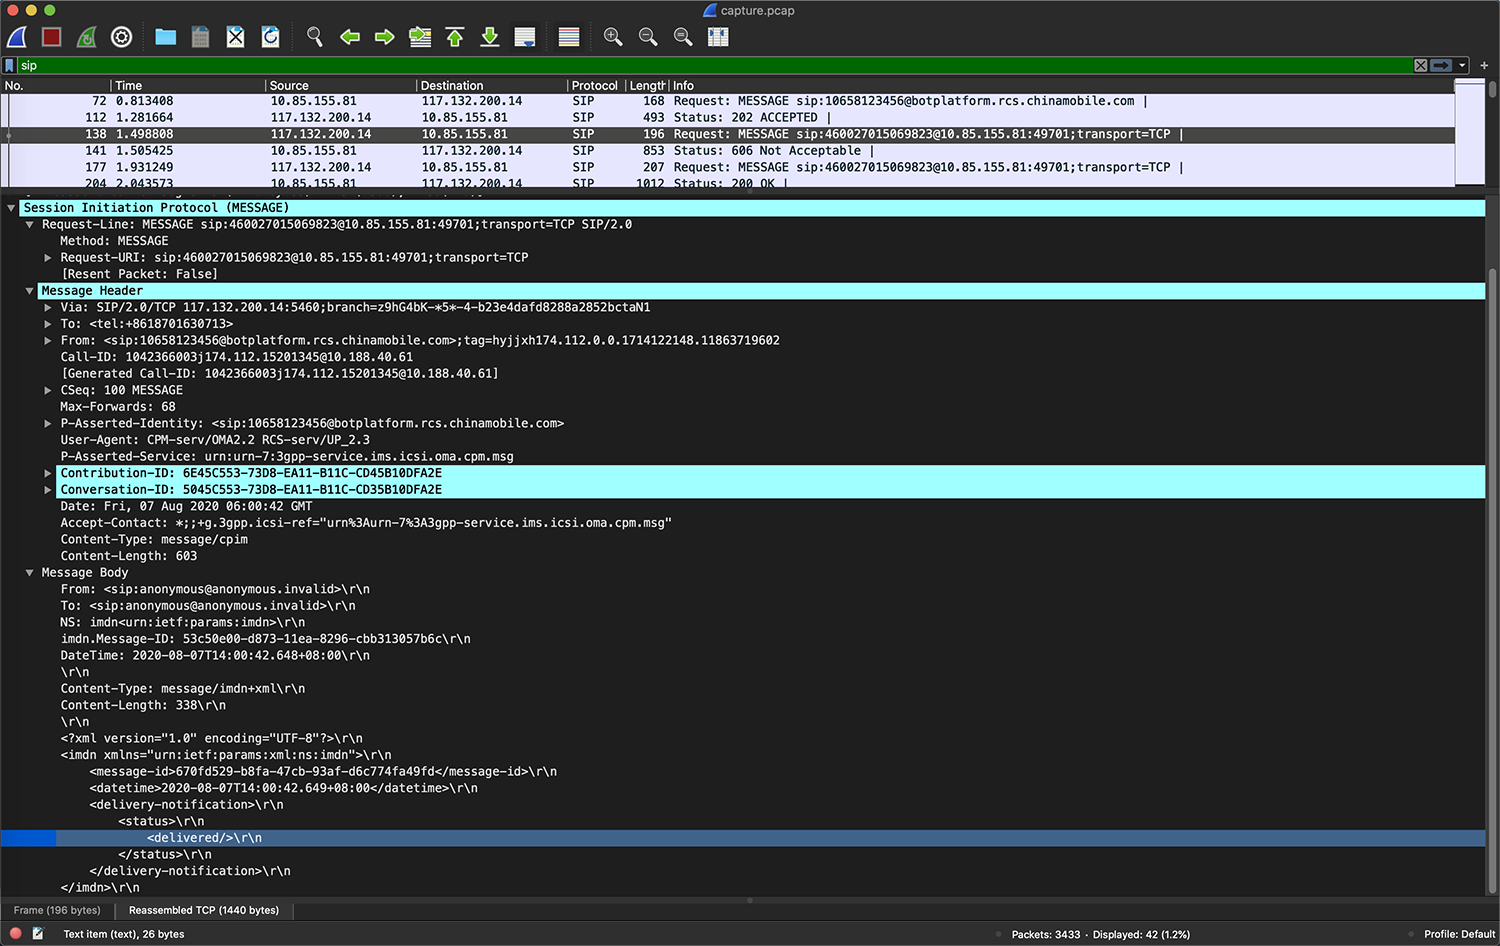 capture.pcap
sip
No. Time Source Destination Protocol Length Info
72 0.813408 10.85.155.81 117.132.200.14 SIP 168 Request: MESSAGE sip:10658123456@botplatform.rcs.chinamobile.com |
112 1.281664 117.132.200.14 10.85.155.81 SIP 493 Status: 202 ACCEPTED |
138 1.498808 117.132.200.14 10.85.155.81 SIP 196 Request: MESSAGE sip:460027015069823@10.85.155.81:49701;transport=TCP |
141 1.505425 10.85.155.81 117.132.200.14 SIP 853 Status: 606 Not Acceptable |
177 1.931249 117.132.200.14 10.85.155.81 SIP 207 Request: MESSAGE sip:460027015069823@10.85.155.81:49701;transport=TCP |
204 2.043573 10.85.155.81 117.132.200.14 SIP 1012 Status: 200 OK |
Session Initiation Protocol (MESSAGE)
Request-Line: MESSAGE sip:460027015069823@10.85.155.81:49701;transport=TCP SIP/2.0
Method: MESSAGE
Request-URI: sip:460027015069823@10.85.155.81:49701;transport=TCP
[Resent Packet: False]
Message Header
Via: SIP/2.0/TCP 117.132.200.14:5460;branch=z9hG4bK-*5*-4-b23e4dafd8288a2852bctaN1
To: <tel:+8618701630713>
From: <sip:10658123456@botplatform.rcs.chinamobile.com>;tag=hyjjxh174.112.0.0.1714122148.11863719602
Call-ID: 1042366003j174.112.15201345@10.188.40.61
[Generated Call-ID: 1042366003j174.112.15201345@10.188.40.61]
CSeq: 100 MESSAGE
Max-Forwards: 68
P-Asserted-Identity: <sip:10658123456@botplatform.rcs.chinamobile.com>
User-Agent: CPM-serv/OMA2.2 RCS-serv/UP_2.3
P-Asserted-Service: urn:urn-7:3gpp-service.ims.icsi.oma.cpm.msg
Contribution-ID: 6E45C553-73D8-EA11-B11C-CD45B10DFA2E
Conversation-ID: 5045C553-73D8-EA11-B11C-CD35B10DFA2E
Date: Fri, 07 Aug 2020 06:00:42 GMT
Accept-Contact: *;;+g.3gpp.icsi-ref="urn%3Aurn-7%3A3gpp-service.ims.icsi.oma.cpm.msg"
Content-Type: message/cpim
Content-Length: 603
Message Body
From: <sip:anonymous@anonymous.invalid>\r\n
To: <sip:anonymous@anonymous.invalid>\r\n
NS: imdn<urn:ietf:params:imdn>\r\n
imdn.Message-ID: 53c50e00-d873-11ea-8296-cbb313057b6c\r\n
DateTime: 2020-08-07T14:00:42.648+08:00\r\n
\r\n
Content-Type: message/imdn+xml\r\n
Content-Length: 338\r\n
\r\n
<?xml version="1.0" encoding="UTF-8"?>\r\n
<imdn xmlns="urn:ietf:params:xml:ns:imdn">\r\n
<message-id>670fd529-b8fa-47cb-93af-d6c774fa49fd</message-id>\r\n
<datetime>2020-08-07T14:00:42.649+08:00</datetime>\r\n
<delivery-notification>\r\n
<status>\r\n
<delivered/>\r\n
</status>\r\n
</delivery-notification>\r\n
</imdn>\r\n
Frame (196 bytes) Reassembled TCP (1440 bytes)
Text item (text), 26 bytes Packets: 3433 · Displayed: 42 (1.2%) Profile: Default